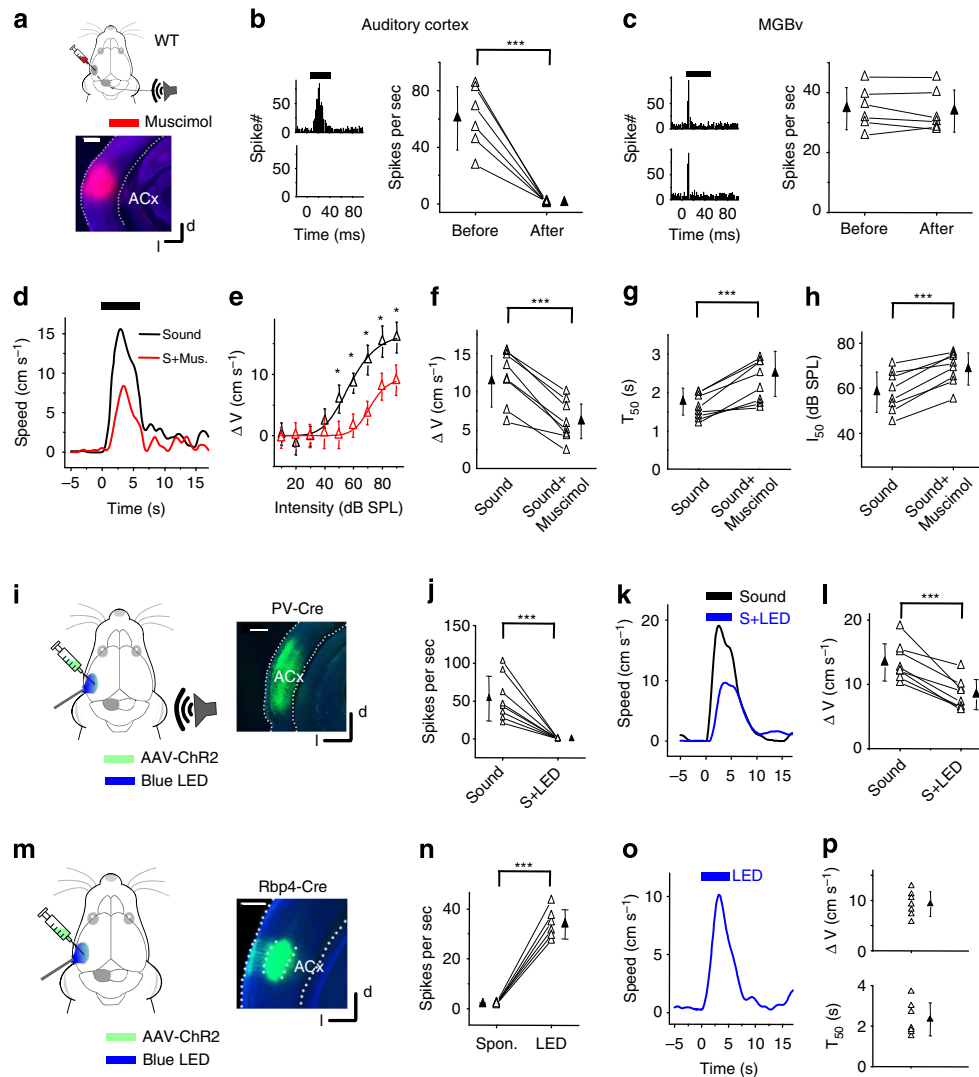 a
WT
Muscimol
ACx
d
l
b
Auditory cortex
***
Spike#
50
0
50
0
0 40 80
Time (ms)
Spikes per sec
80
60
40
20
0
Before After
c
MGBv
Spike#
50
0
50
0
0 40 80
Time (ms)
Spikes per sec
50
40
30
20
10
0
Before After
d
Sound
S+Mus.
Speed (cm s⁻¹)
15
10
5
0
−5 0 5 10 15
Time (s)
e
Δ V (cm s⁻¹)
10
0
* * * * *
20 40 60 80
Intensity (dB SPL)
f
***
Δ V (cm s⁻¹)
15
10
5
0
Sound
Sound+
Muscimol
g
***
T₅₀ (s)
3
2
1
0
Sound
Sound+
Muscimol
h
***
I₅₀ (dB SPL)
80
60
40
Sound
Sound+
Muscimol
i
AAV-ChR2
Blue LED
PV-Cre
ACx
d
l
j
***
Spikes per sec
150
100
50
0
Sound
S+LED
k
Sound
S+LED
Speed (cm s⁻¹)
20
10
0
−5 0 5 10 15
l
***
Δ V (cm s⁻¹)
20
10
0
Sound
S+LED
m
AAV-ChR2
Blue LED
Rbp4-Cre
ACx
d
l
n
***
Spikes per sec
40
20
0
Spon. LED
o
LED
Speed (cm s⁻¹)
10
5
0
−5 0 5 10 15
Time (s)
p
Δ V (cm s⁻¹)
20
10
0
T₅₀ (s)
4
2
0